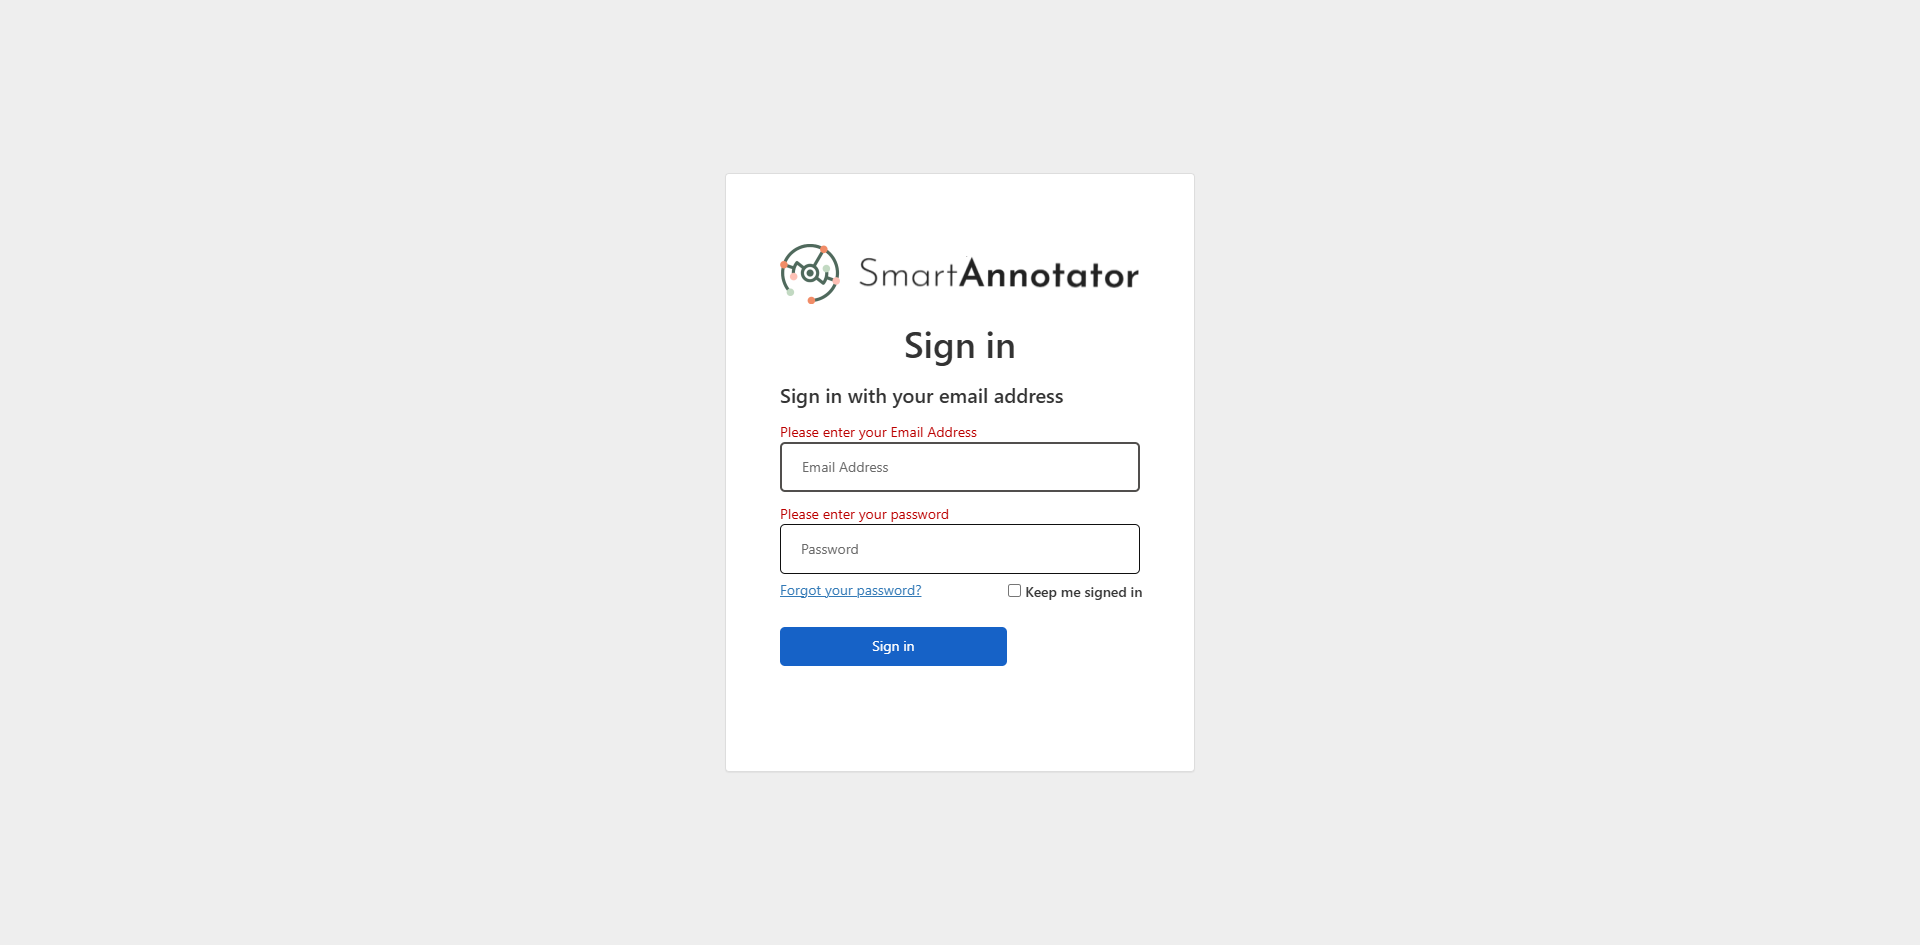 SmartAnnotator
Sign in
Sign in with your email address
Please enter your Email Address
Email Address
Please enter your password
Password
Forgot your password? Keep me signed in
Sign in